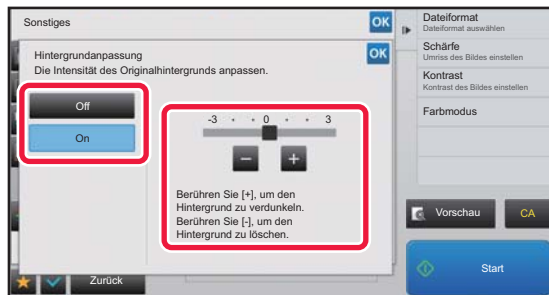 Sonstiges
OK
Hintergrundanpassung
OK
Die Intensität des Originalhintergrunds anpassen.
Off
On
-3 · · 0 · · 3
− +
Berühren Sie [+], um den
Hintergrund zu verdunkeln.
Berühren Sie [-], um den
Hintergrund zu löschen.
Zurück
Dateiformat
Dateiformat auswählen
Schärfe
Umriss des Bildes einstellen
Kontrast
Kontrast des Bildes einstellen
Farbmodus
Vorschau
CA
Start